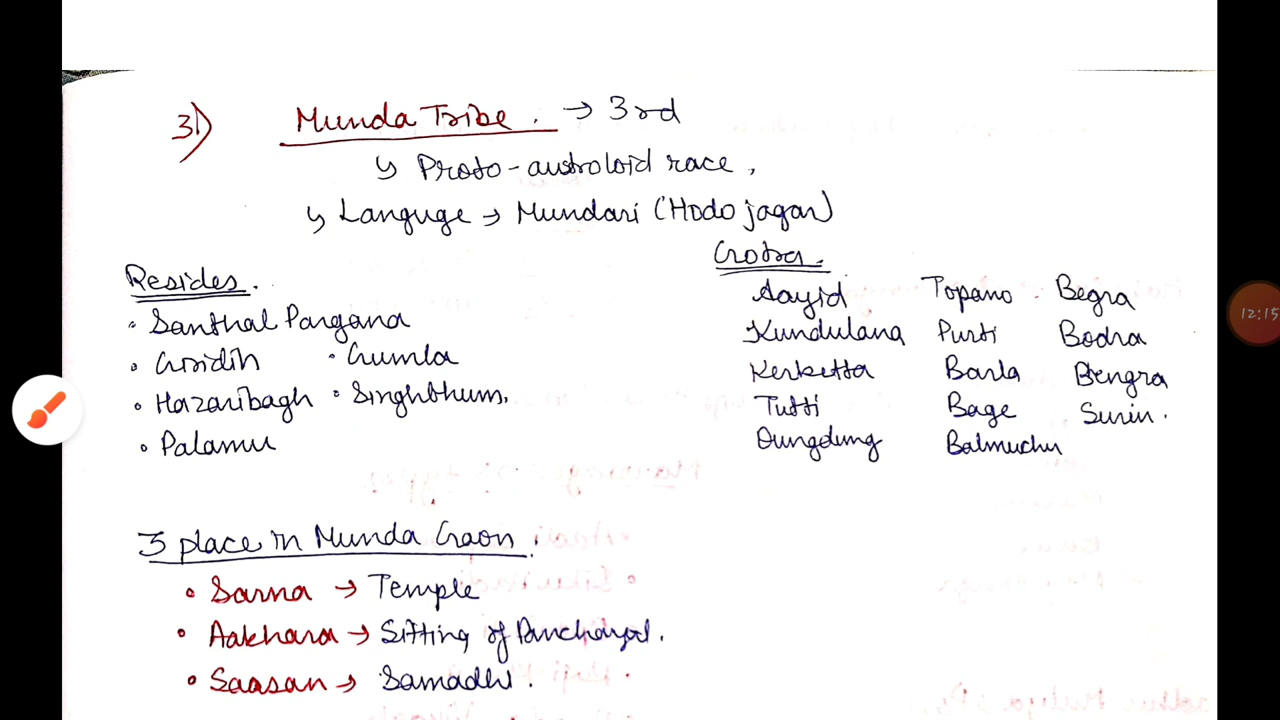 3) Munda Tribe. → 3rd
↳ Proto-austroloid race,
↳ Languge → Mundari (Hodo jagar)
Resides.
• Santhal Pargana
• Giridih • Gumla
• Hazaribagh • Singhbhum,
• Palamu
Gotra.
Aayid Topano Begra
Kundulana Purti Bodra
Kerketta Barla Bengra
Tutti Bage Surin.
Dungdung Balmuchu
3 place in Munda Gaon.
• Sarna → Temple
• Aakhara → Sitting of Panchayat.
• Saasan → Samadhi.
12:15